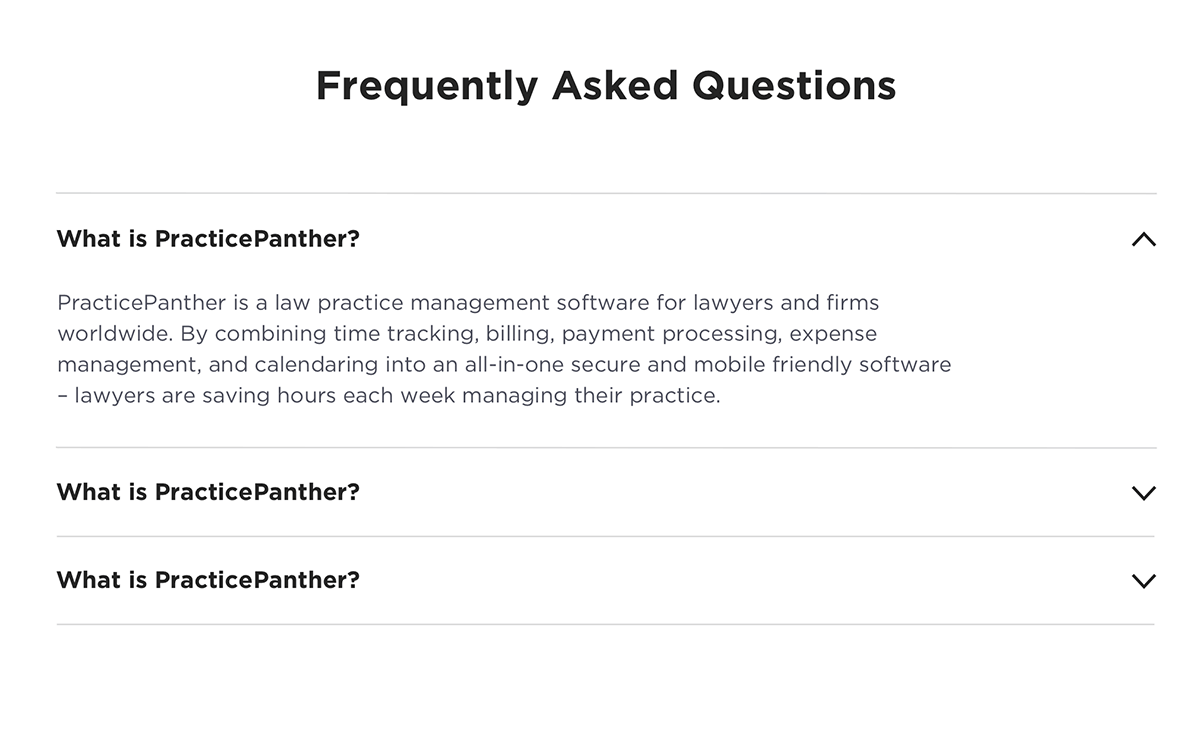 Frequently Asked Questions
What is PracticePanther?
PracticePanther is a law practice management software for lawyers and firms
worldwide. By combining time tracking, billing, payment processing, expense
management, and calendaring into an all-in-one secure and mobile friendly software
– lawyers are saving hours each week managing their practice.
What is PracticePanther?
What is PracticePanther?